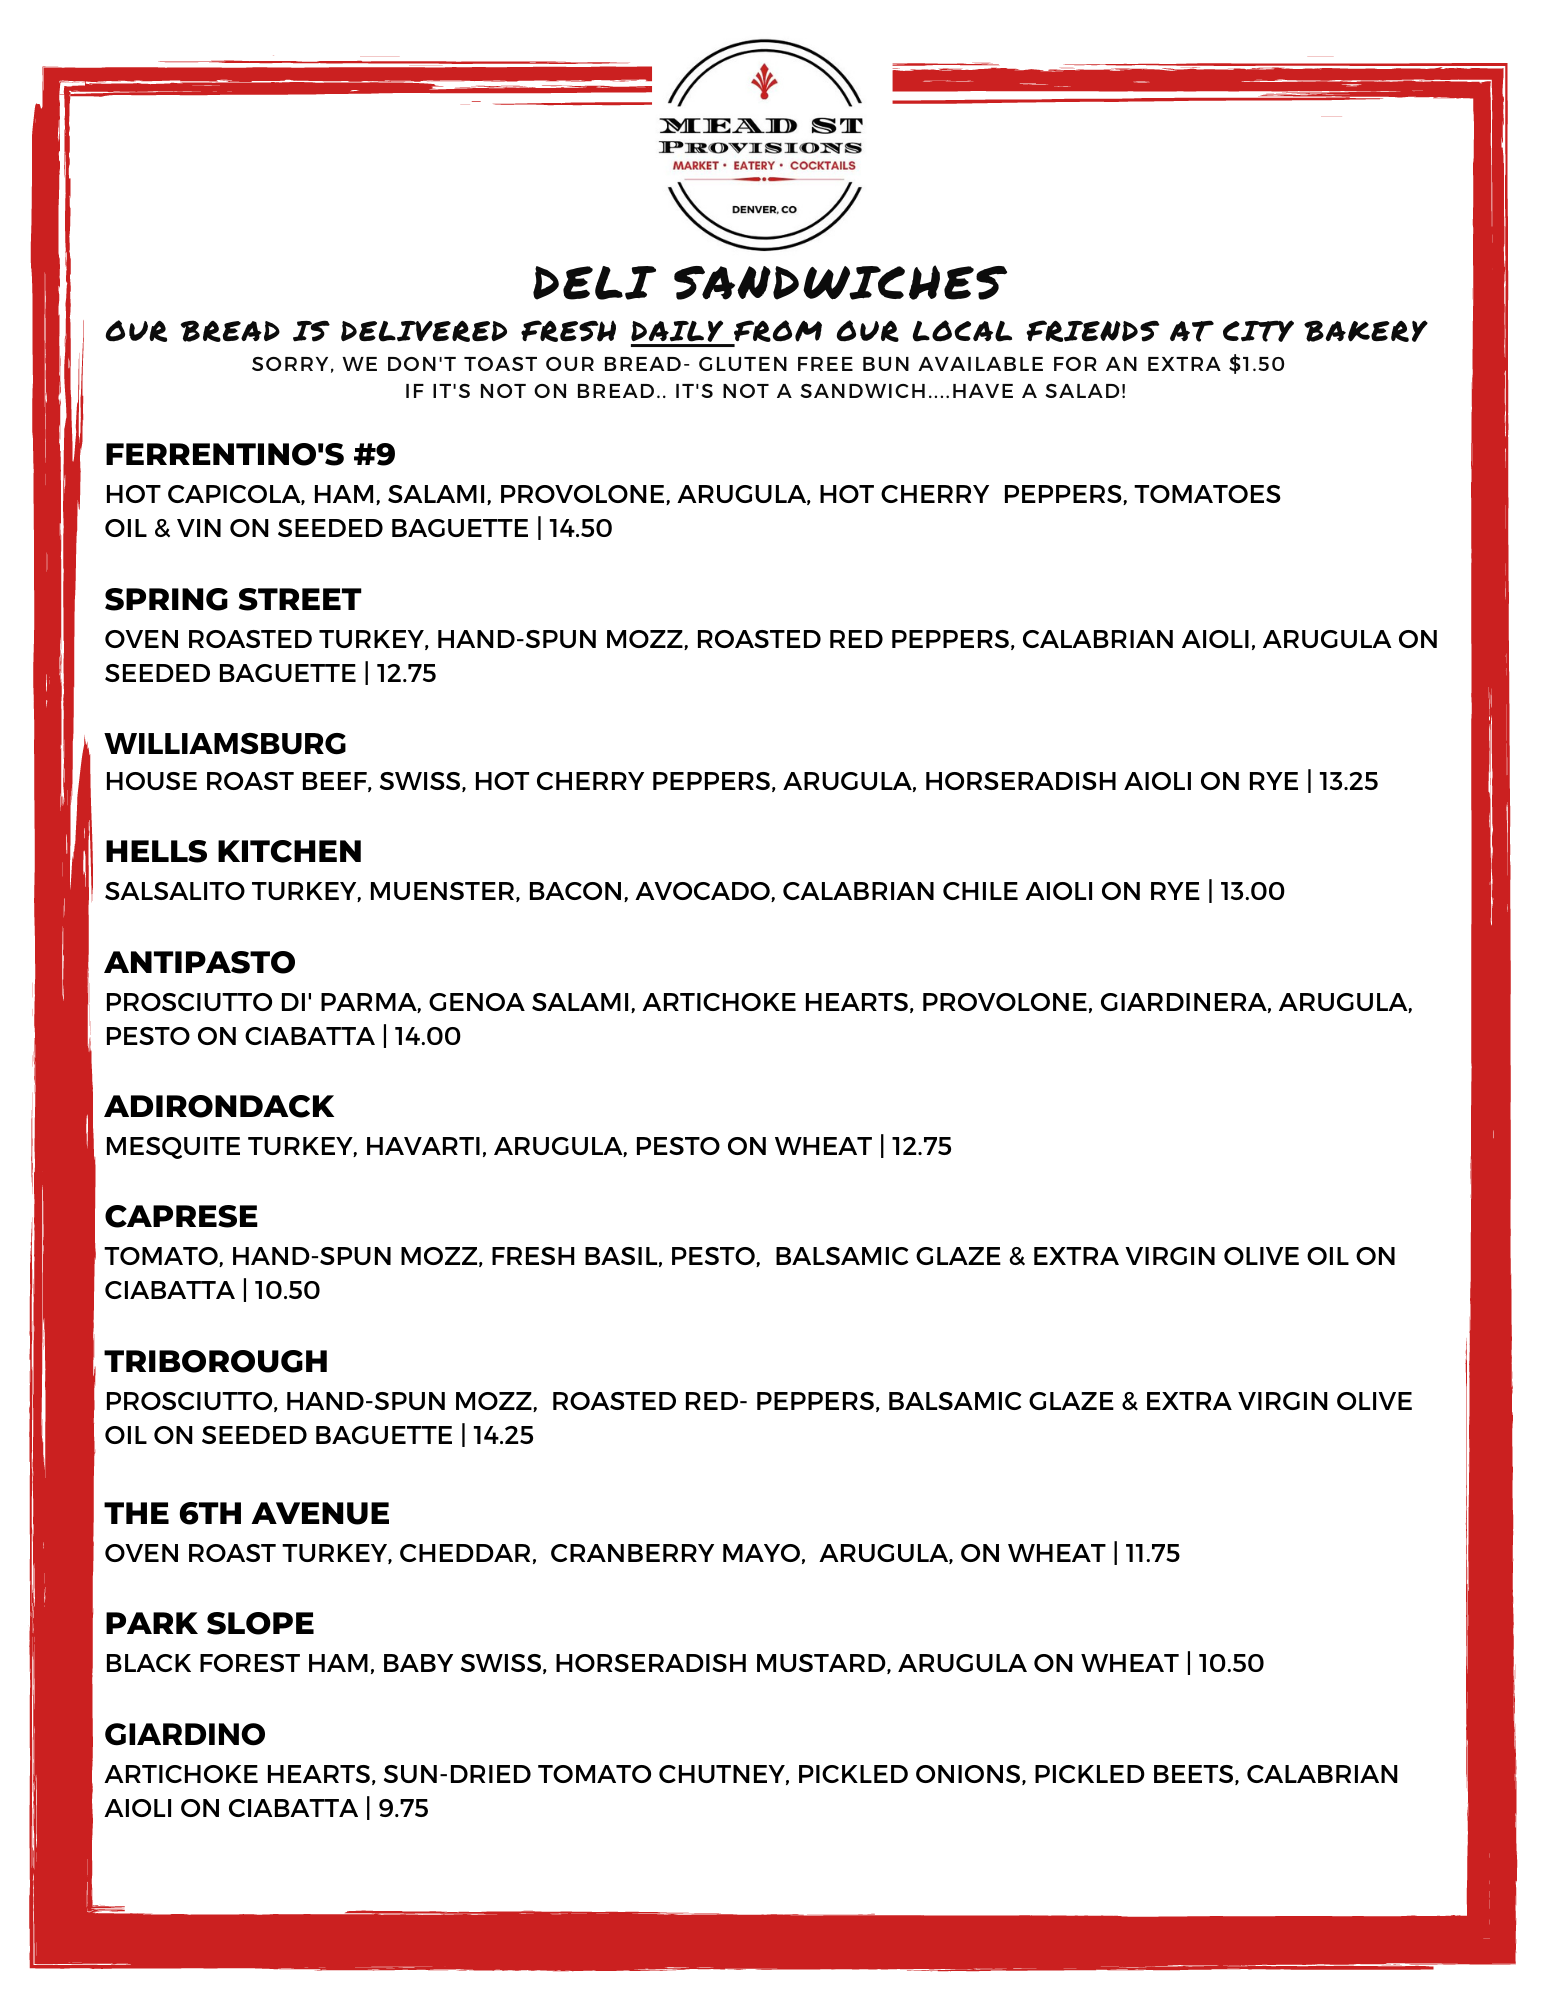 MEAD ST
PROVISIONS
MARKET • EATERY • COCKTAILS
DENVER, CO
DELI SANDWICHES
OUR BREAD IS DELIVERED FRESH DAILY FROM OUR LOCAL FRIENDS AT CITY BAKERY
SORRY, WE DON'T TOAST OUR BREAD- GLUTEN FREE BUN AVAILABLE FOR AN EXTRA $1.50
IF IT'S NOT ON BREAD.. IT'S NOT A SANDWICH....HAVE A SALAD!
FERRENTINO'S #9
HOT CAPICOLA, HAM, SALAMI, PROVOLONE, ARUGULA, HOT CHERRY PEPPERS, TOMATOES
OIL & VIN ON SEEDED BAGUETTE | 14.50
SPRING STREET
OVEN ROASTED TURKEY, HAND-SPUN MOZZ, ROASTED RED PEPPERS, CALABRIAN AIOLI, ARUGULA ON
SEEDED BAGUETTE | 12.75
WILLIAMSBURG
HOUSE ROAST BEEF, SWISS, HOT CHERRY PEPPERS, ARUGULA, HORSERADISH AIOLI ON RYE | 13.25
HELLS KITCHEN
SALSALITO TURKEY, MUENSTER, BACON, AVOCADO, CALABRIAN CHILE AIOLI ON RYE | 13.00
ANTIPASTO
PROSCIUTTO DI' PARMA, GENOA SALAMI, ARTICHOKE HEARTS, PROVOLONE, GIARDINERA, ARUGULA,
PESTO ON CIABATTA | 14.00
ADIRONDACK
MESQUITE TURKEY, HAVARTI, ARUGULA, PESTO ON WHEAT | 12.75
CAPRESE
TOMATO, HAND-SPUN MOZZ, FRESH BASIL, PESTO, BALSAMIC GLAZE & EXTRA VIRGIN OLIVE OIL ON
CIABATTA | 10.50
TRIBOROUGH
PROSCIUTTO, HAND-SPUN MOZZ, ROASTED RED- PEPPERS, BALSAMIC GLAZE & EXTRA VIRGIN OLIVE
OIL ON SEEDED BAGUETTE | 14.25
THE 6TH AVENUE
OVEN ROAST TURKEY, CHEDDAR, CRANBERRY MAYO, ARUGULA, ON WHEAT | 11.75
PARK SLOPE
BLACK FOREST HAM, BABY SWISS, HORSERADISH MUSTARD, ARUGULA ON WHEAT | 10.50
GIARDINO
ARTICHOKE HEARTS, SUN-DRIED TOMATO CHUTNEY, PICKLED ONIONS, PICKLED BEETS, CALABRIAN
AIOLI ON CIABATTA | 9.75